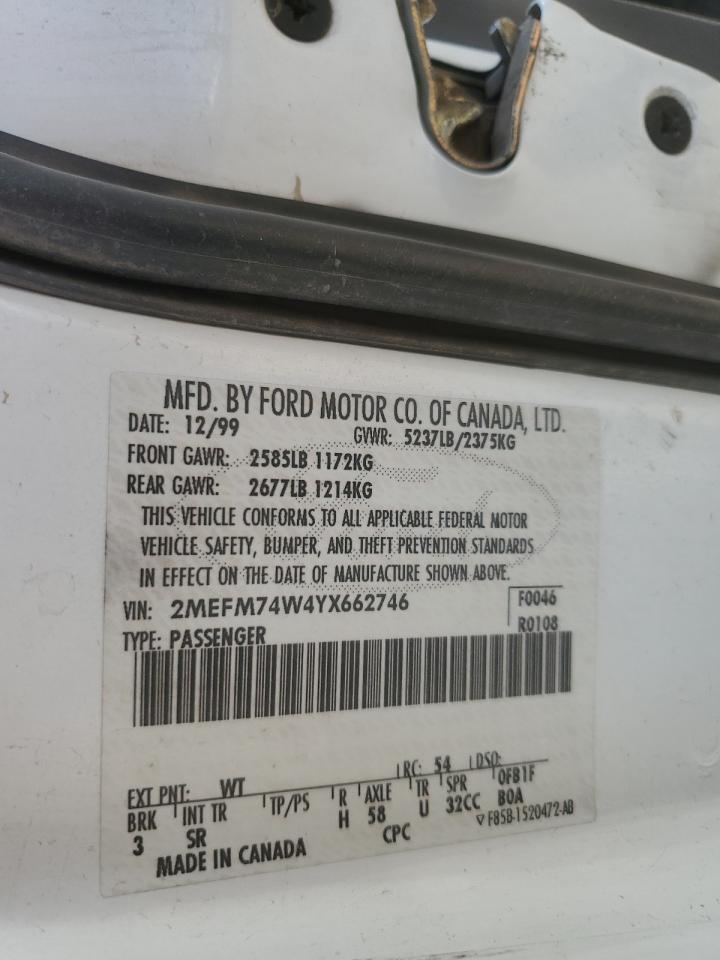 MFD. BY FORD MOTOR CO. OF CANADA, LTD.
DATE: 12/99 GVWR: 5237LB/2375KG
FRONT GAWR: 2585LB 1172KG
REAR GAWR: 2677LB 1214KG
THIS VEHICLE CONFORMS TO ALL APPLICABLE FEDERAL MOTOR
VEHICLE SAFETY, BUMPER, AND THEFT PREVENTION STANDARDS
IN EFFECT ON THE DATE OF MANUFACTURE SHOWN ABOVE.
VIN: 2MEFM74W4YX662746 F0046
TYPE: PASSENGER R0108
EXT PNT: WT RC: 54 DSO:
BRK INT TR TP/PS R AXLE TR SPR 0FB1F
3 SR H 58 U 32CC B0A
MADE IN CANADA CPC F85B-1520472-AB